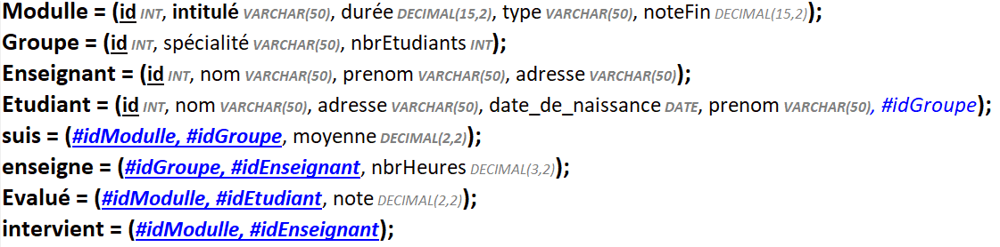 Modulle = (id INT, intitulé VARCHAR(50), durée DECIMAL(15,2), type VARCHAR(50), noteFin DECIMAL(15,2));
Groupe = (id INT, spécialité VARCHAR(50), nbrEtudiants INT);
Enseignant = (id INT, nom VARCHAR(50), prenom VARCHAR(50), adresse VARCHAR(50));
Etudiant = (id INT, nom VARCHAR(50), adresse VARCHAR(50), date_de_naissance DATE, prenom VARCHAR(50), #idGroupe);
suis = (#idModulle, #idGroupe, moyenne DECIMAL(2,2));
enseigne = (#idGroupe, #idEnseignant, nbrHeures DECIMAL(3,2));
Evalué = (#idModulle, #idEtudiant, note DECIMAL(2,2));
intervient = (#idModulle, #idEnseignant);